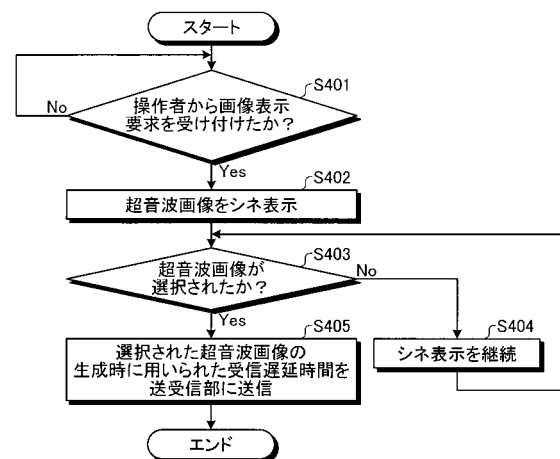 スタート
S401
操作者から画像表示
要求を受け付けたか？
No
Yes
S402
超音波画像をシネ表示
S403
超音波画像が
選択されたか？
No
Yes
S404
シネ表示を継続
S405
選択された超音波画像の
生成時に用いられた受信遅延時間を
送受信部に送信
エンド